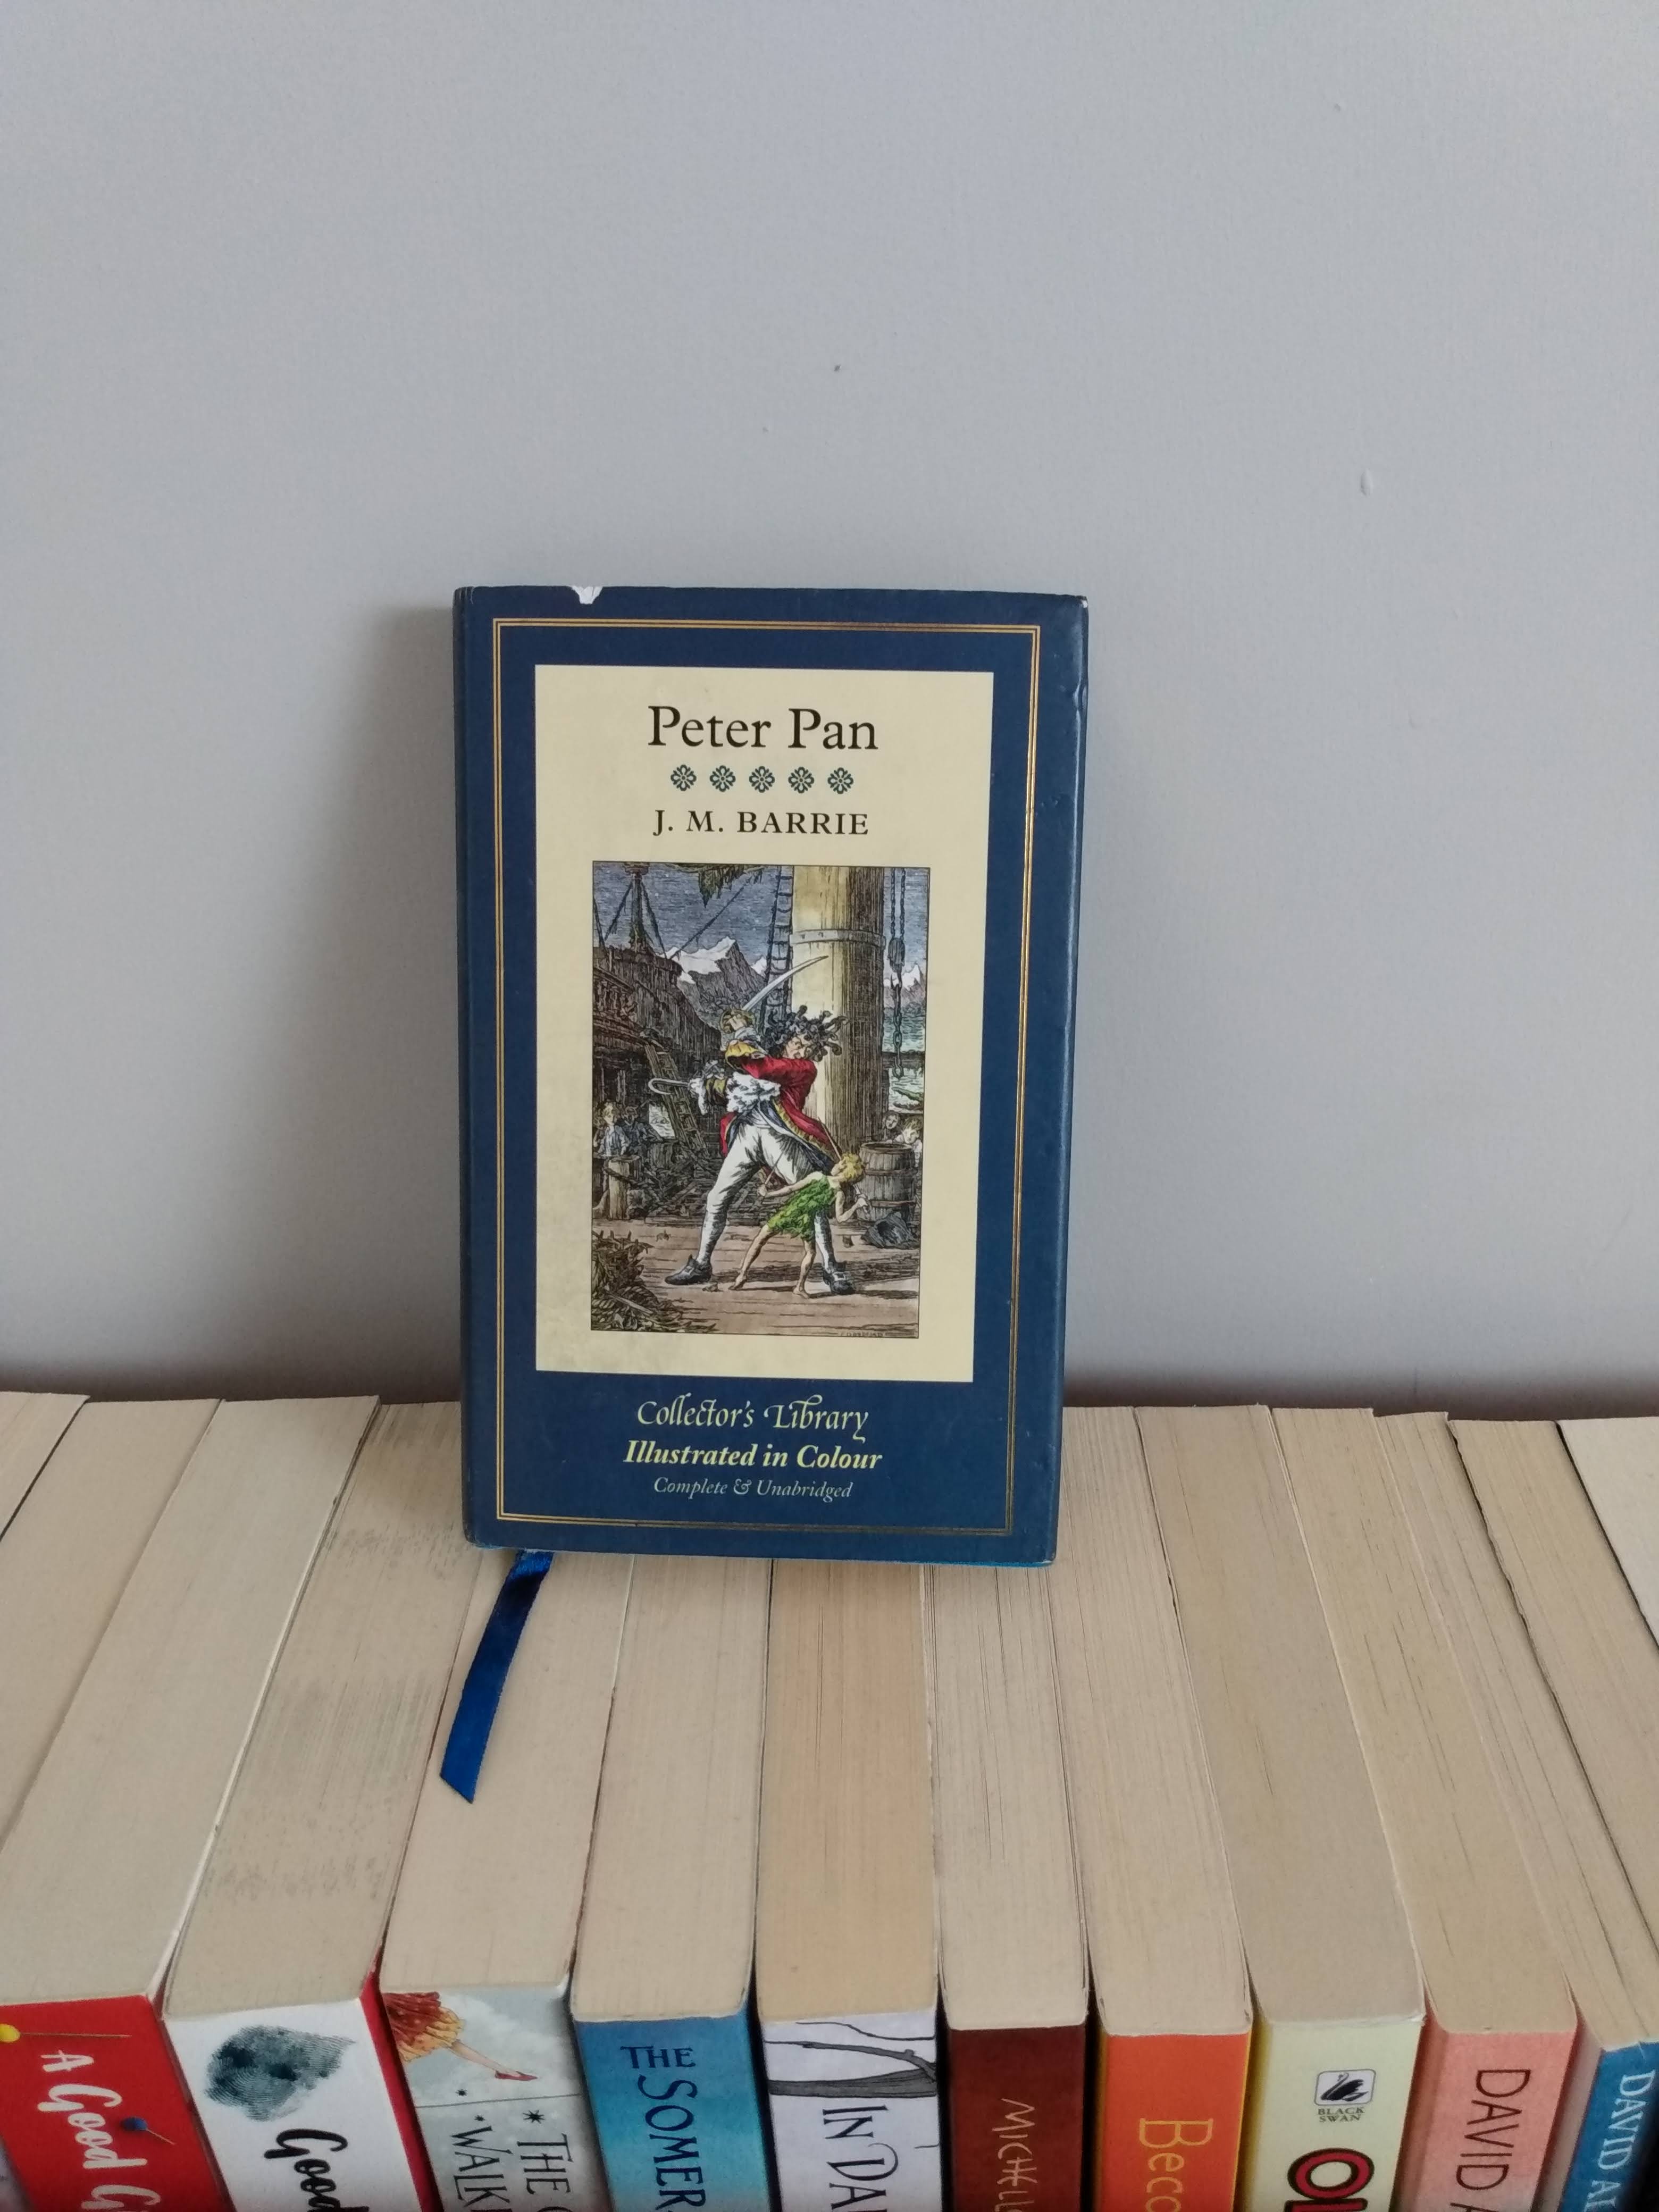 Peter Pan
J. M. BARRIE
Collector's Library
Illustrated in Colour
Complete & Unabridged
A Good G
Good
THE
WALK
THE SOMER
IN DA
MICHELL
Beco
BLACK
SWAN
DAVID
DAVID